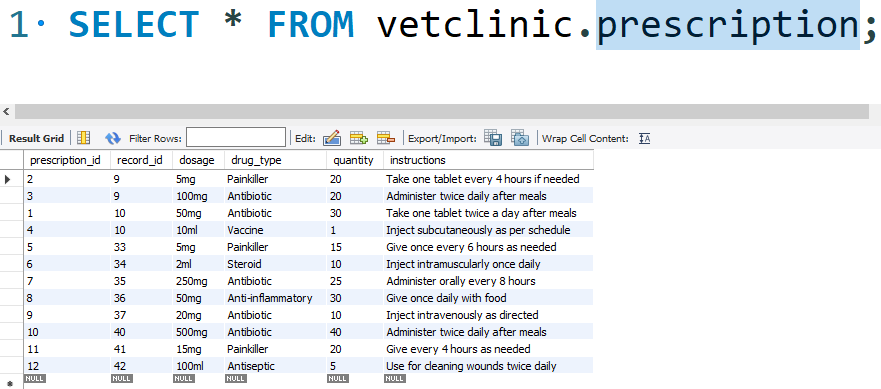 1 SELECT * FROM vetclinic.prescription;
Result Grid Filter Rows: Edit: Export/Import: Wrap Cell Content: IA
prescription_id record_id dosage drug_type quantity instructions
2 9 5mg Painkiller 20 Take one tablet every 4 hours if needed
3 9 100mg Antibiotic 20 Administer twice daily after meals
1 10 50mg Antibiotic 30 Take one tablet twice a day after meals
4 10 10ml Vaccine 1 Inject subcutaneously as per schedule
5 33 5mg Painkiller 15 Give once every 6 hours as needed
6 34 2ml Steroid 10 Inject intramuscularly once daily
7 35 250mg Antibiotic 25 Administer orally every 8 hours
8 36 50mg Anti-inflammatory 30 Give once daily with food
9 37 20mg Antibiotic 10 Inject intravenously as directed
10 40 500mg Antibiotic 40 Administer twice daily after meals
11 41 15mg Painkiller 20 Give every 4 hours as needed
12 42 100ml Antiseptic 5 Use for cleaning wounds twice daily
NULL NULL NULL NULL NULL NULL